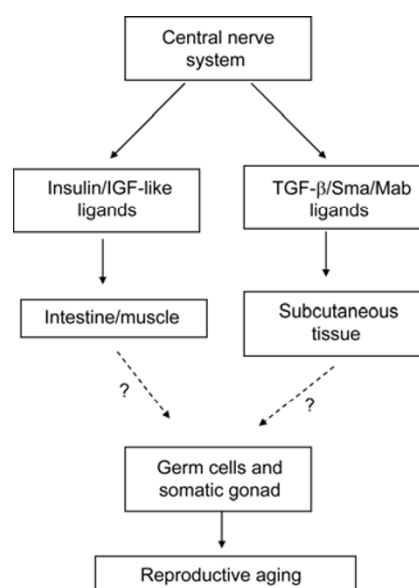 Central nerve
system
Insulin/IGF-like
ligands
TGF-β/Sma/Mab
ligands
Intestine/muscle
Subcutaneous
tissue
?
?
Germ cells and
somatic gonad
Reproductive aging